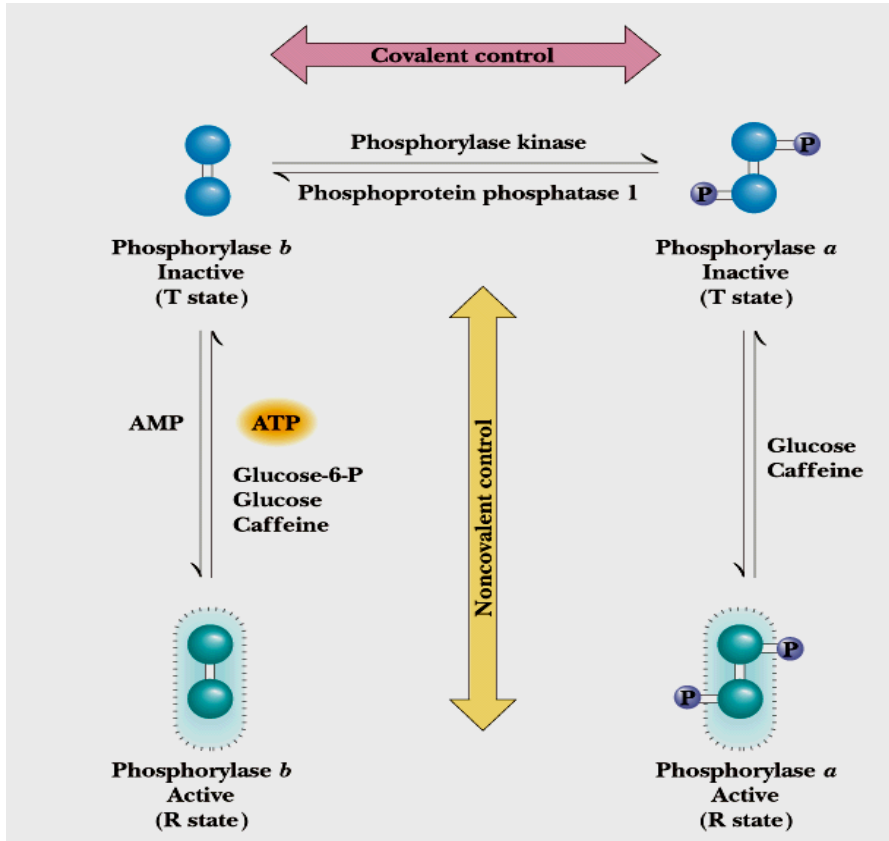 Covalent control
Phosphorylase kinase
Phosphoprotein phosphatase 1
P
P
Phosphorylase b
Inactive
(T state)
Phosphorylase a
Inactive
(T state)
AMP
ATP
Glucose-6-P
Glucose
Caffeine
Noncovalent control
Glucose
Caffeine
P
P
Phosphorylase b
Active
(R state)
Phosphorylase a
Active
(R state)